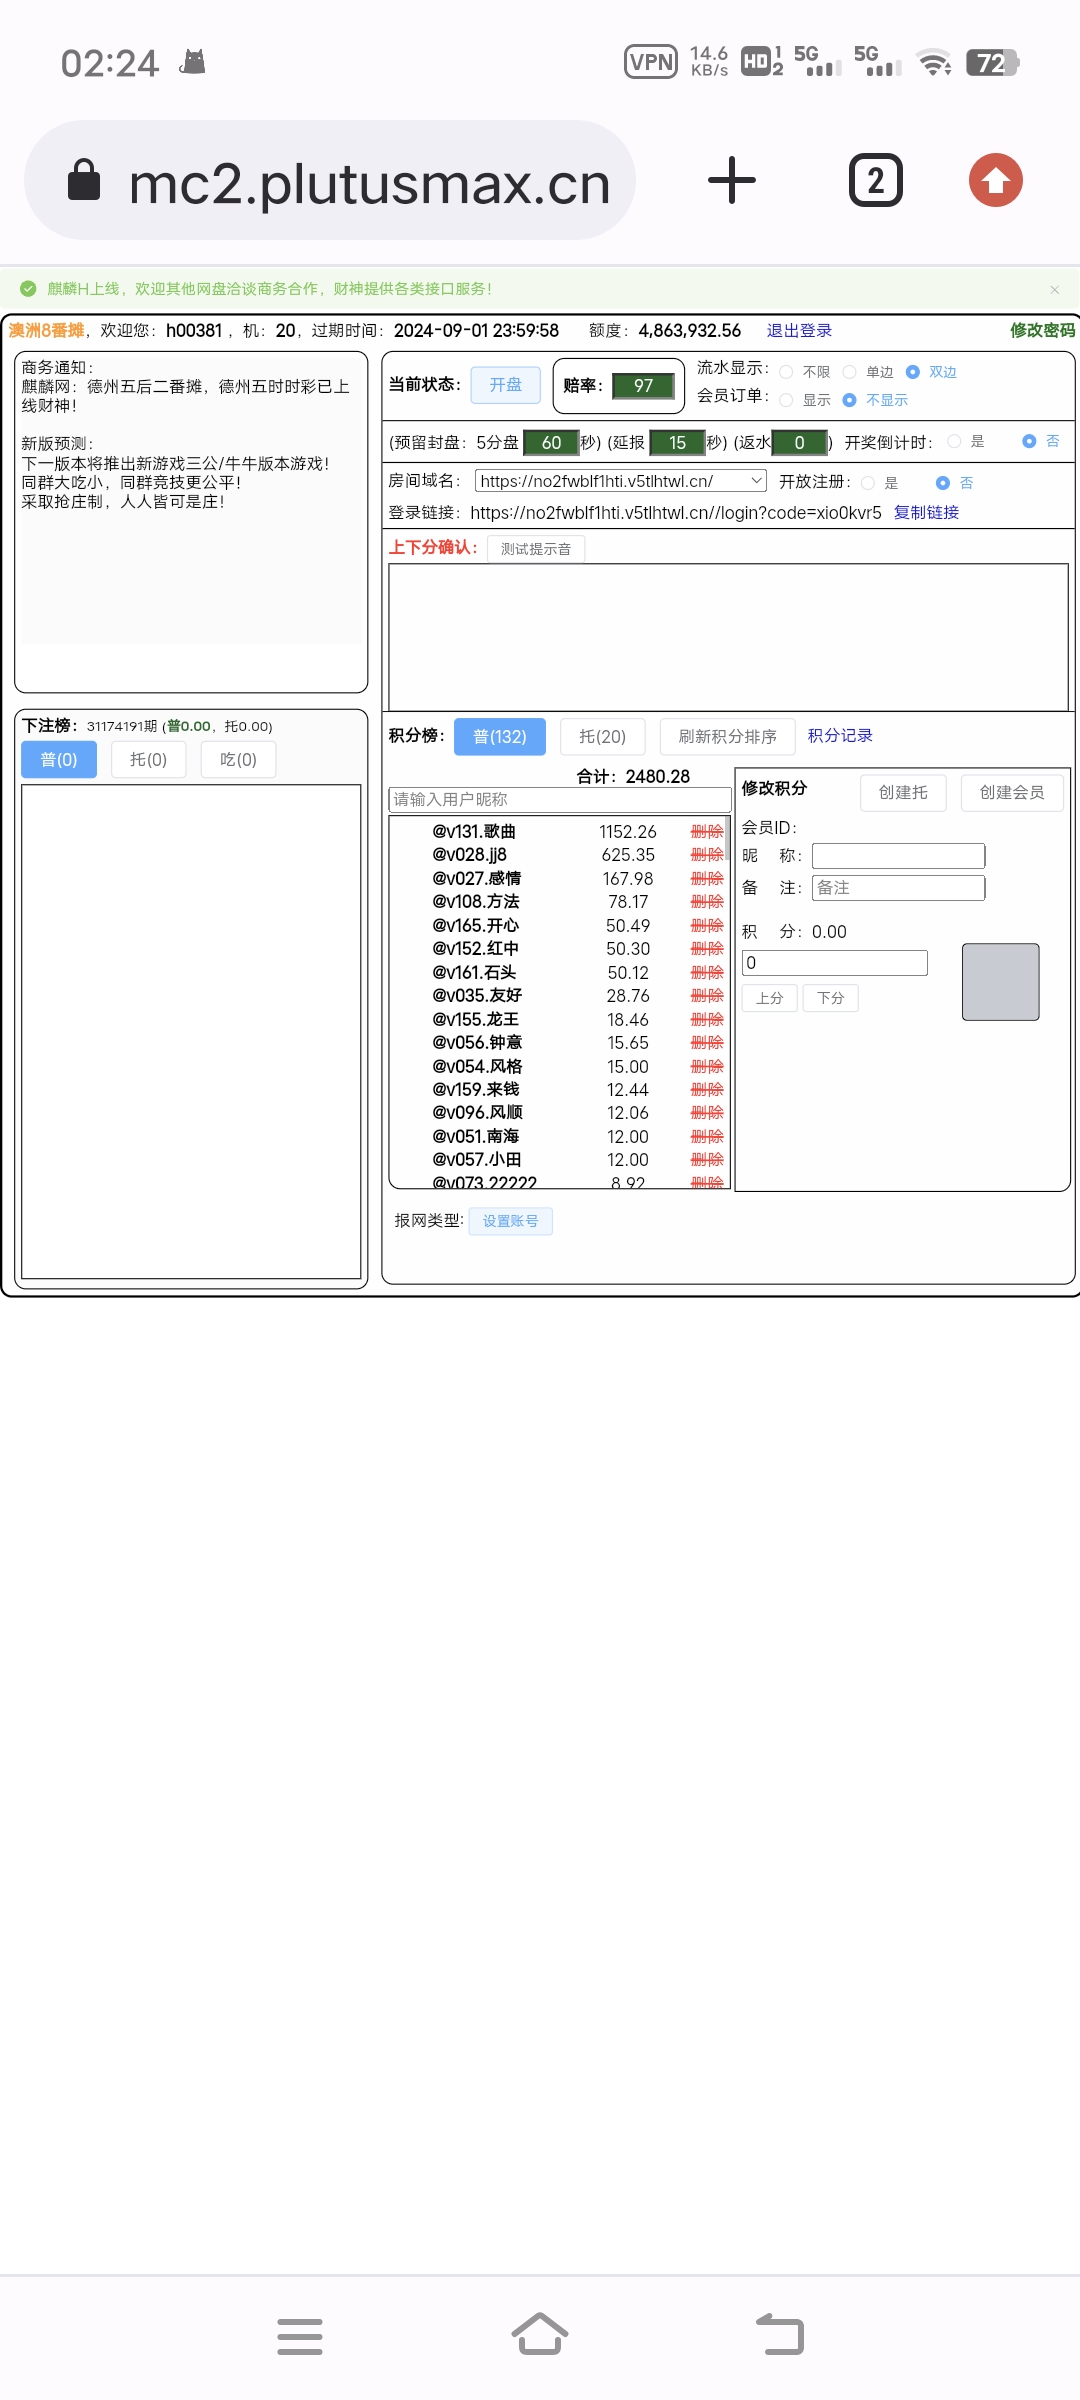 02:24
VPN 14.6 KB/s HD 1 2 5G 5G 72
mc2.plutusmax.cn
2
麒麟H上线，欢迎其他网盘洽谈商务合作，财神提供各类接口服务！
澳洲8番摊，欢迎您：h00381 ，机：20，过期时间：2024-09-01 23:59:58 额度：4,863,932.56 退出登录 修改密码
商务通知：
麒麟网：德州五后二番摊，德州五时时彩已上
线财神！
新版预测：
下一版本将推出新游戏三公/牛牛版本游戏！
同群大吃小，同群竞技更公平！
采取抢庄制，人人皆可是庄！
当前状态： 开盘 赔率： 97
流水显示： 不限 单边 双边
会员订单： 显示 不显示
(预留封盘：5分盘 60 秒) (延报 15 秒) (返水 0 ) 开奖倒计时： 是 否
房间域名： https://no2fwblf1hti.v5tlhtwl.cn/ 开放注册： 是 否
登录链接：https://no2fwblf1hti.v5tlhtwl.cn//login?code=xio0kvr5 复制链接
上下分确认： 测试提示音
下注榜：31174191期 (普0.00，托0.00)
普(0) 托(0) 吃(0)
积分榜： 普(132) 托(20) 刷新积分排序 积分记录
合计：2480.28
请输入用户昵称
@v131.歌曲 1152.26 删除
@v028.jj8 625.35 删除
@v027.感情 167.98 删除
@v108.方法 78.17 删除
@v165.开心 50.49 删除
@v152.红中 50.30 删除
@v161.石头 50.12 删除
@v035.友好 28.76 删除
@v155.龙王 18.46 删除
@v056.钟意 15.65 删除
@v054.风格 15.00 删除
@v159.来钱 12.44 删除
@v096.风顺 12.06 删除
@v051.南海 12.00 删除
@v057.小田 12.00 删除
@v073.22222 8.92 删除
修改积分 创建托 创建会员
会员ID：
昵 称：
备 注： 备注
积 分：0.00
0
上分 下分
报网类型: 设置账号